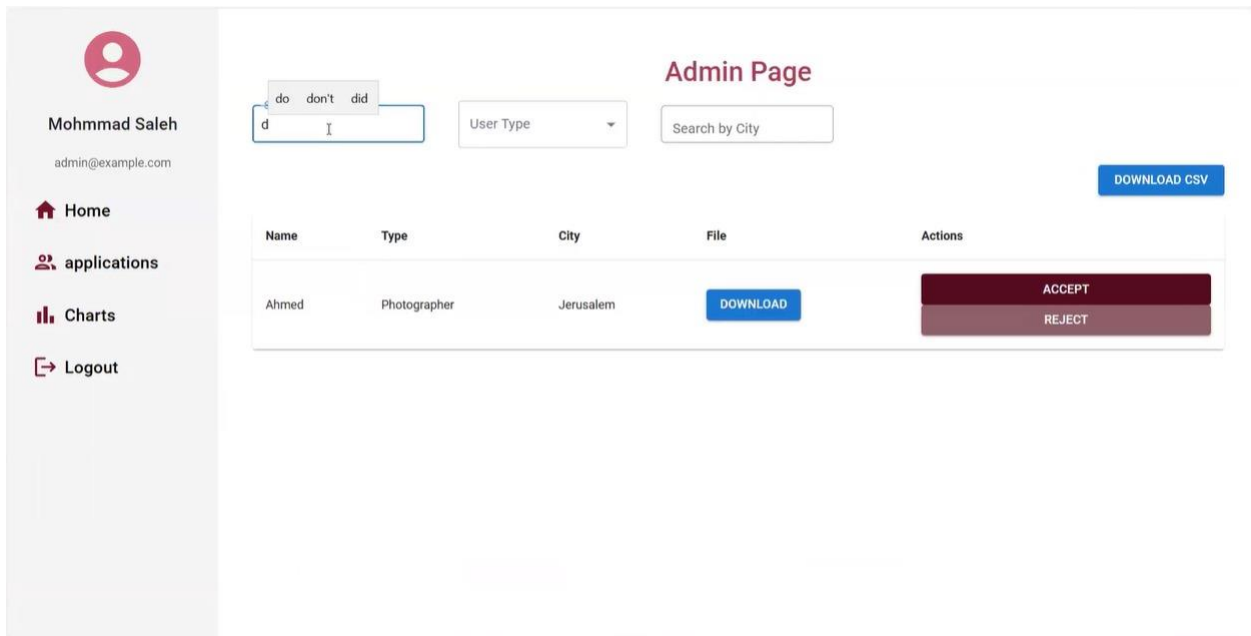 Mohmmad Saleh
admin@example.com
Home
applications
Charts
Logout
Admin Page
do don't did
d
User Type
Search by City
DOWNLOAD CSV
Name Type City File Actions
Ahmed Photographer Jerusalem DOWNLOAD ACCEPT
REJECT